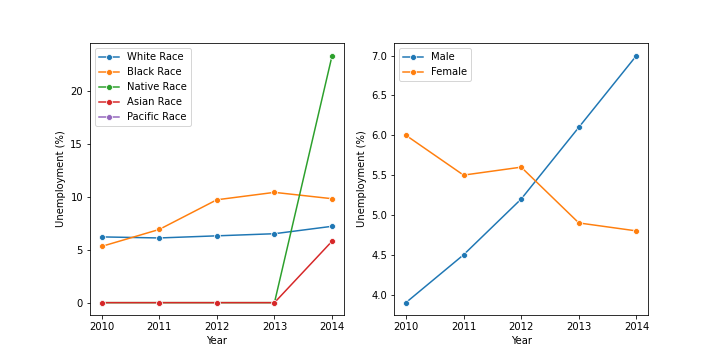 White Race
Black Race
Native Race
Asian Race
Pacific Race
20
15
10
5
0
Unemployment (%)
2010 2011 2012 2013 2014
Year
Male
Female
7.0
6.5
6.0
5.5
5.0
4.5
4.0
Unemployment (%)
2010 2011 2012 2013 2014
Year